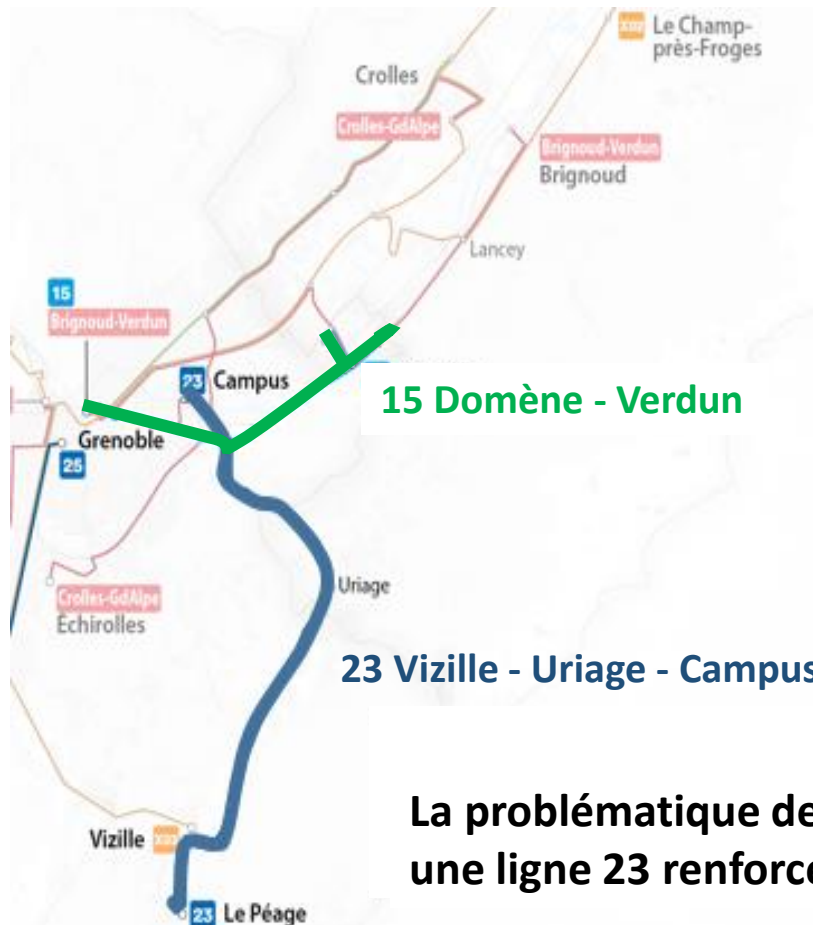 Le Champ-
près-Froges
Crolles
Crolles-GdAlpe
Brignoud-Verdun
Brignoud
Lancey
15
Brignoud-Verdun
23 Campus
15 Domène - Verdun
Grenoble
25
Uriage
Crolles-GdAlpe
Échirolles
23 Vizille - Uriage - Campus
La problématique de
une ligne 23 renforcé
Vizille
23 Le Péage